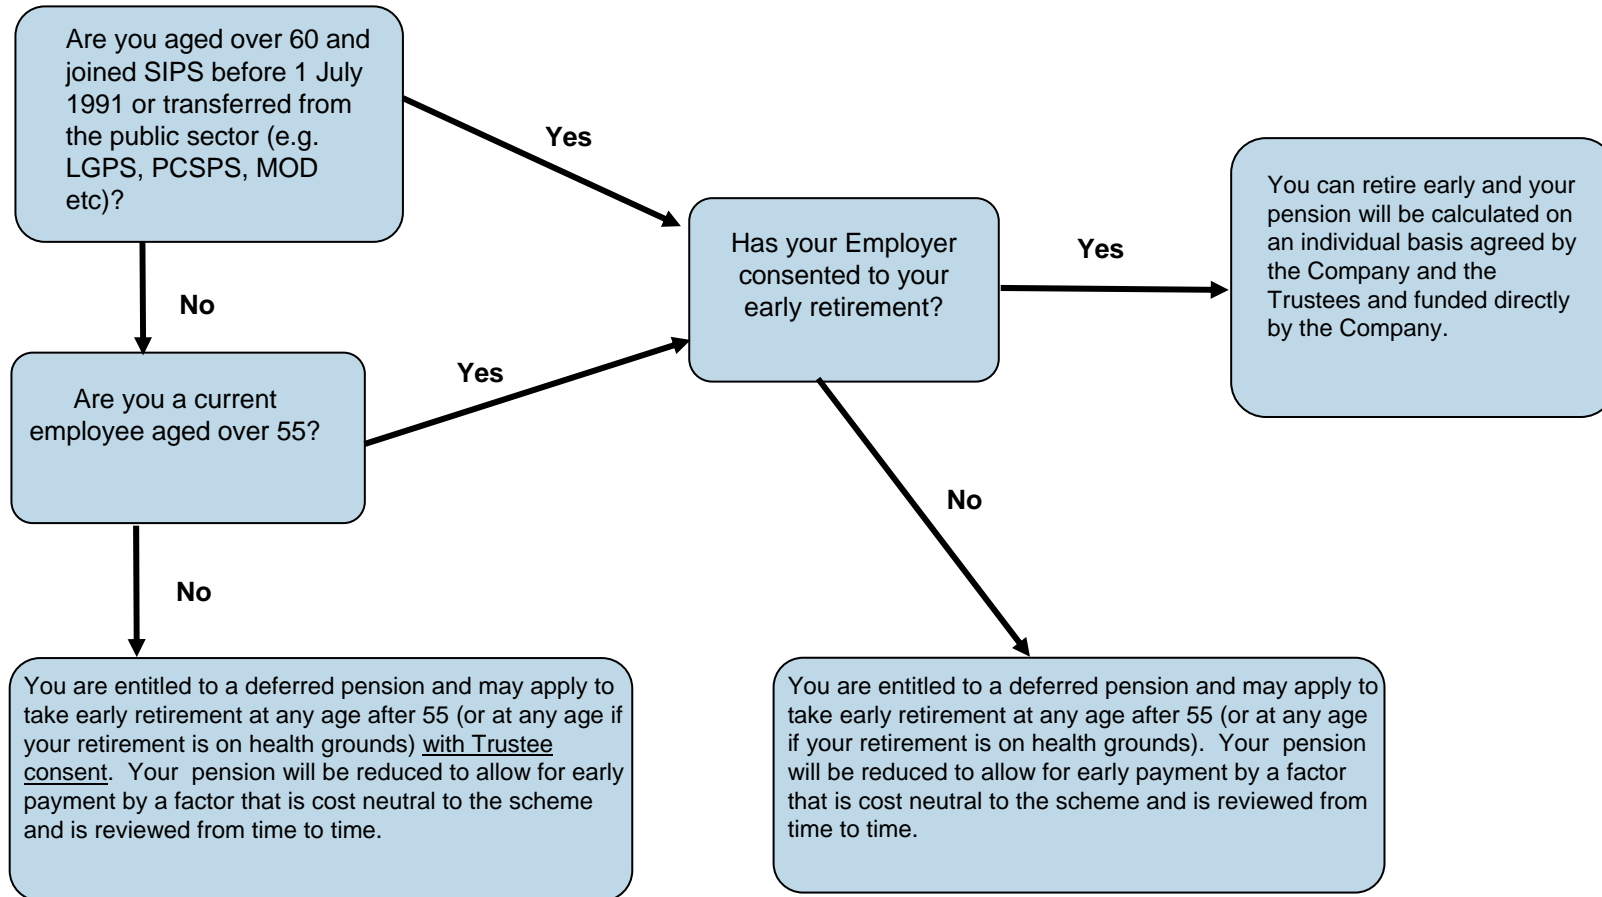 Are you aged over 60 and
joined SIPS before 1 July
1991 or transferred from
the public sector (e.g.
LGPS, PCSPS, MOD
etc)?
Yes
Has your Employer
consented to your
early retirement?
Yes
You can retire early and your
pension will be calculated on
an individual basis agreed by
the Company and the
Trustees and funded directly
by the Company.
No
Are you a current
employee aged over 55?
Yes
No
No
You are entitled to a deferred pension and may apply to
take early retirement at any age after 55 (or at any age if
your retirement is on health grounds) with Trustee
consent.  Your  pension will be reduced to allow for early
payment by a factor that is cost neutral to the scheme
and is reviewed from time to time.
You are entitled to a deferred pension and may apply to
take early retirement at any age after 55 (or at any age
if your retirement is on health grounds).  Your  pension
will be reduced to allow for early payment by a factor
that is cost neutral to the scheme and is reviewed from
time to time.